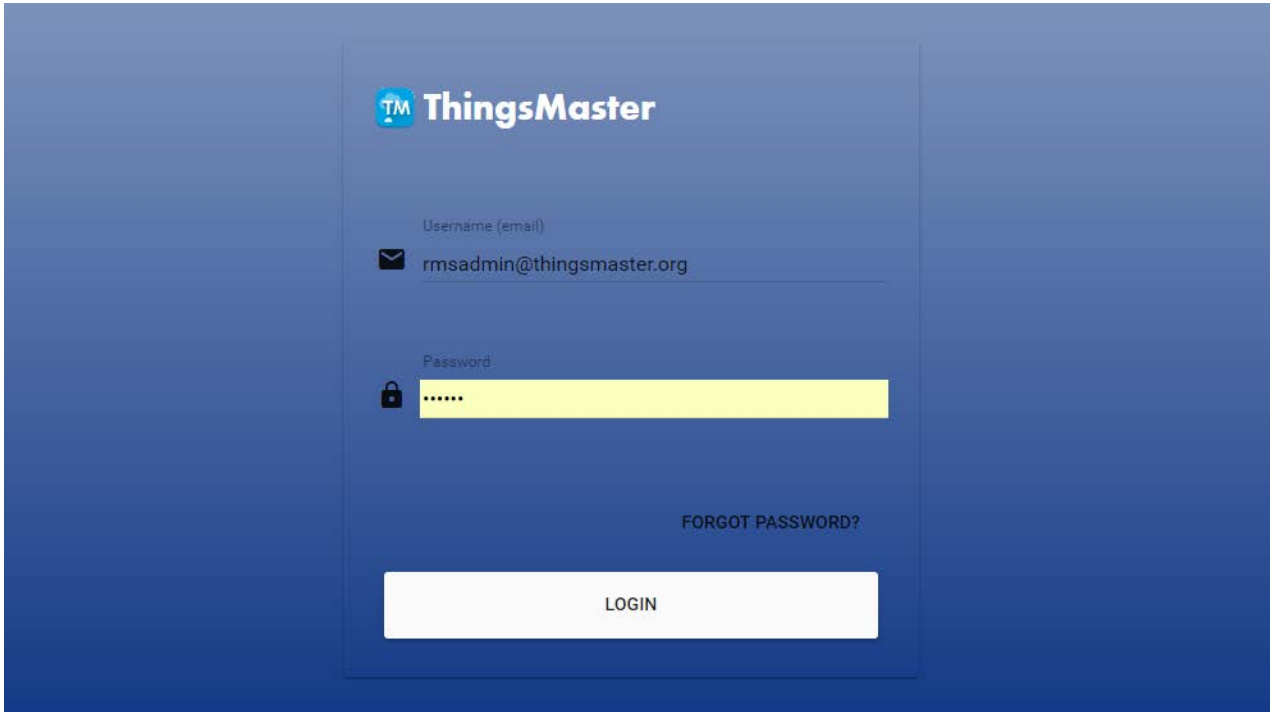 TM ThingsMaster
Username (email)
rmsadmin@thingsmaster.org
Password
••••••
FORGOT PASSWORD?
LOGIN